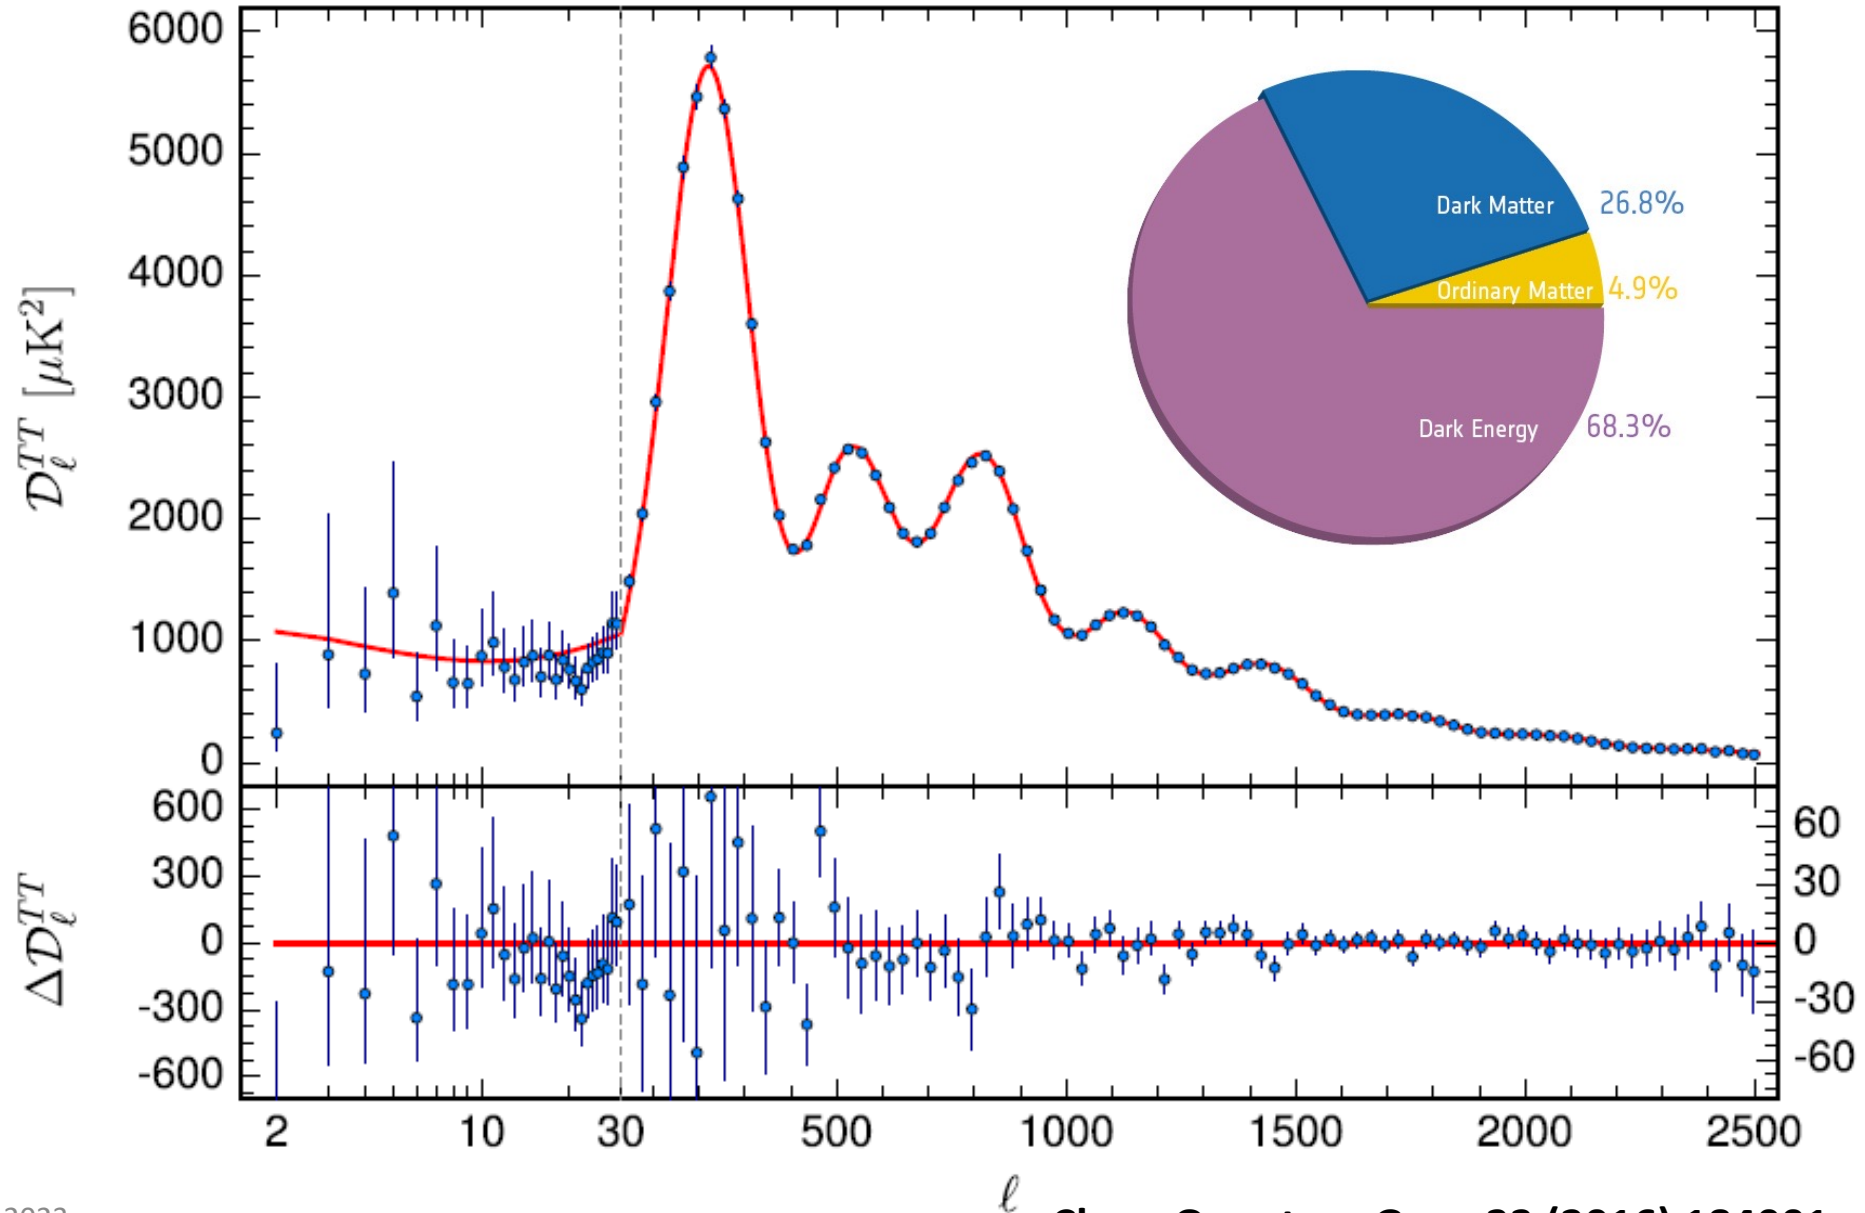 6000
5000
4000
3000
2000
1000
0
𝒟ℓᵀᵀ [μK²]
Dark Matter 26.8%
Ordinary Matter 4.9%
Dark Energy 68.3%
600
300
0
-300
-600
Δ𝒟ℓᵀᵀ
60
30
0
-30
-60
2 10 30 500 1000 1500 2000 2500
ℓ